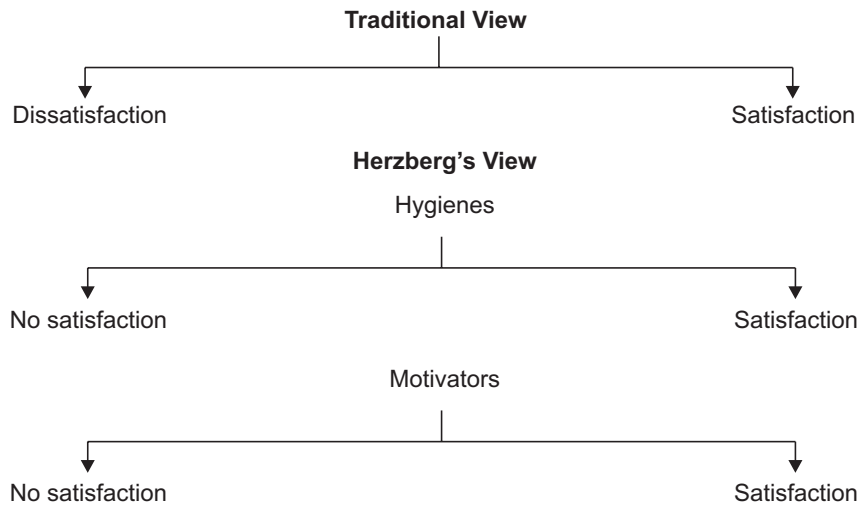 Traditional View
Dissatisfaction Satisfaction
Herzberg’s View
Hygienes
No satisfaction Satisfaction
Motivators
No satisfaction Satisfaction